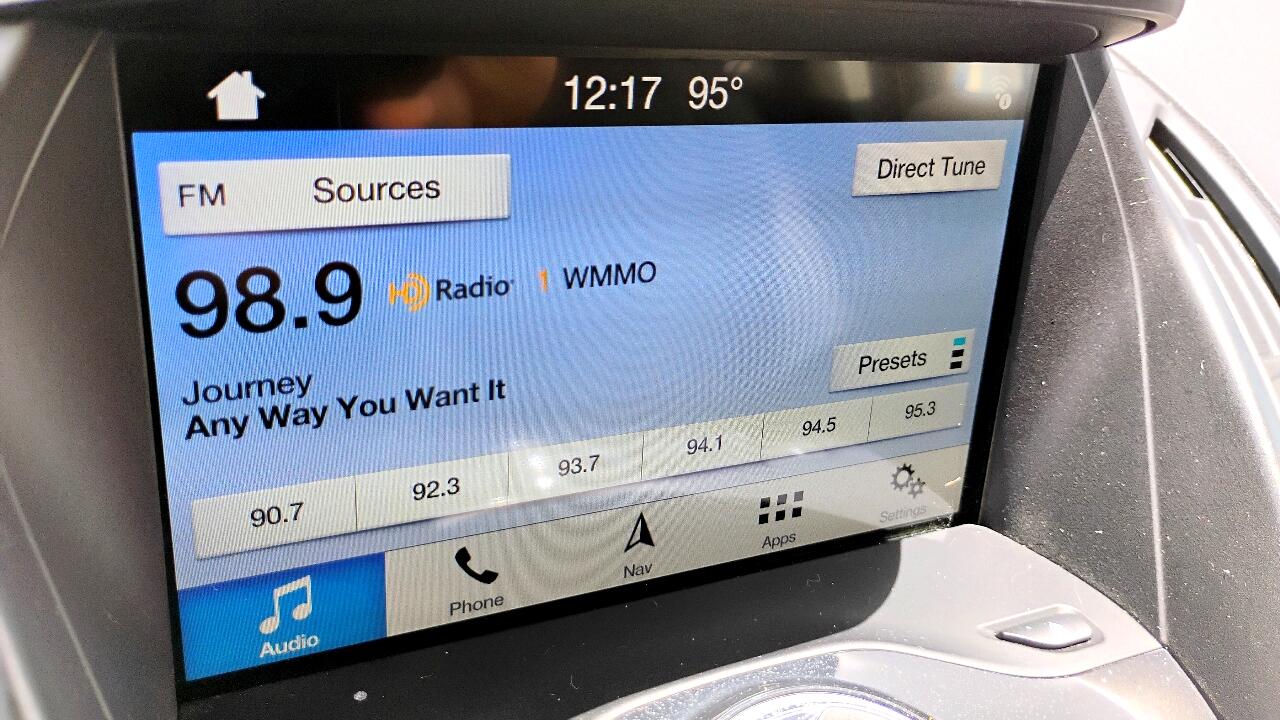 12:17 95°
FM Sources
Direct Tune
98.9 HD Radio 1 WMMO
Presets
Journey
Any Way You Want It
90.7 92.3 93.7 94.1 94.5 95.3
Audio Phone Nav Apps Settings